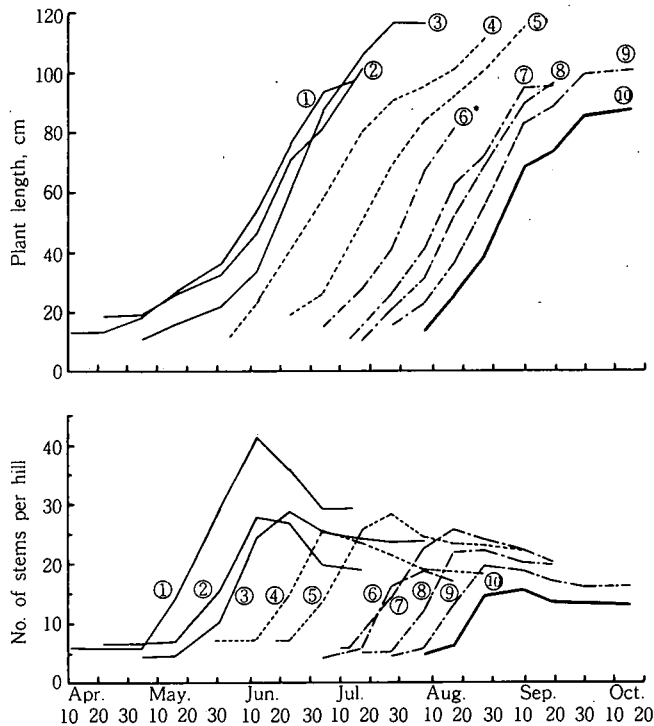 120
100
80
60
40
20
0
Plant length, cm
① ② ③ ④ ⑤ ⑥* ⑦ ⑧ ⑨ ⑩
40
30
20
10
0
No. of stems per hill
① ② ③ ④ ⑤ ⑥ ⑦ ⑧ ⑨ ⑩
Apr. May. Jun. Jul. Aug. Sep. Oct.
10 20 30 10 20 30 10 20 30 10 20 30 10 20 30 10 20 30 10 20